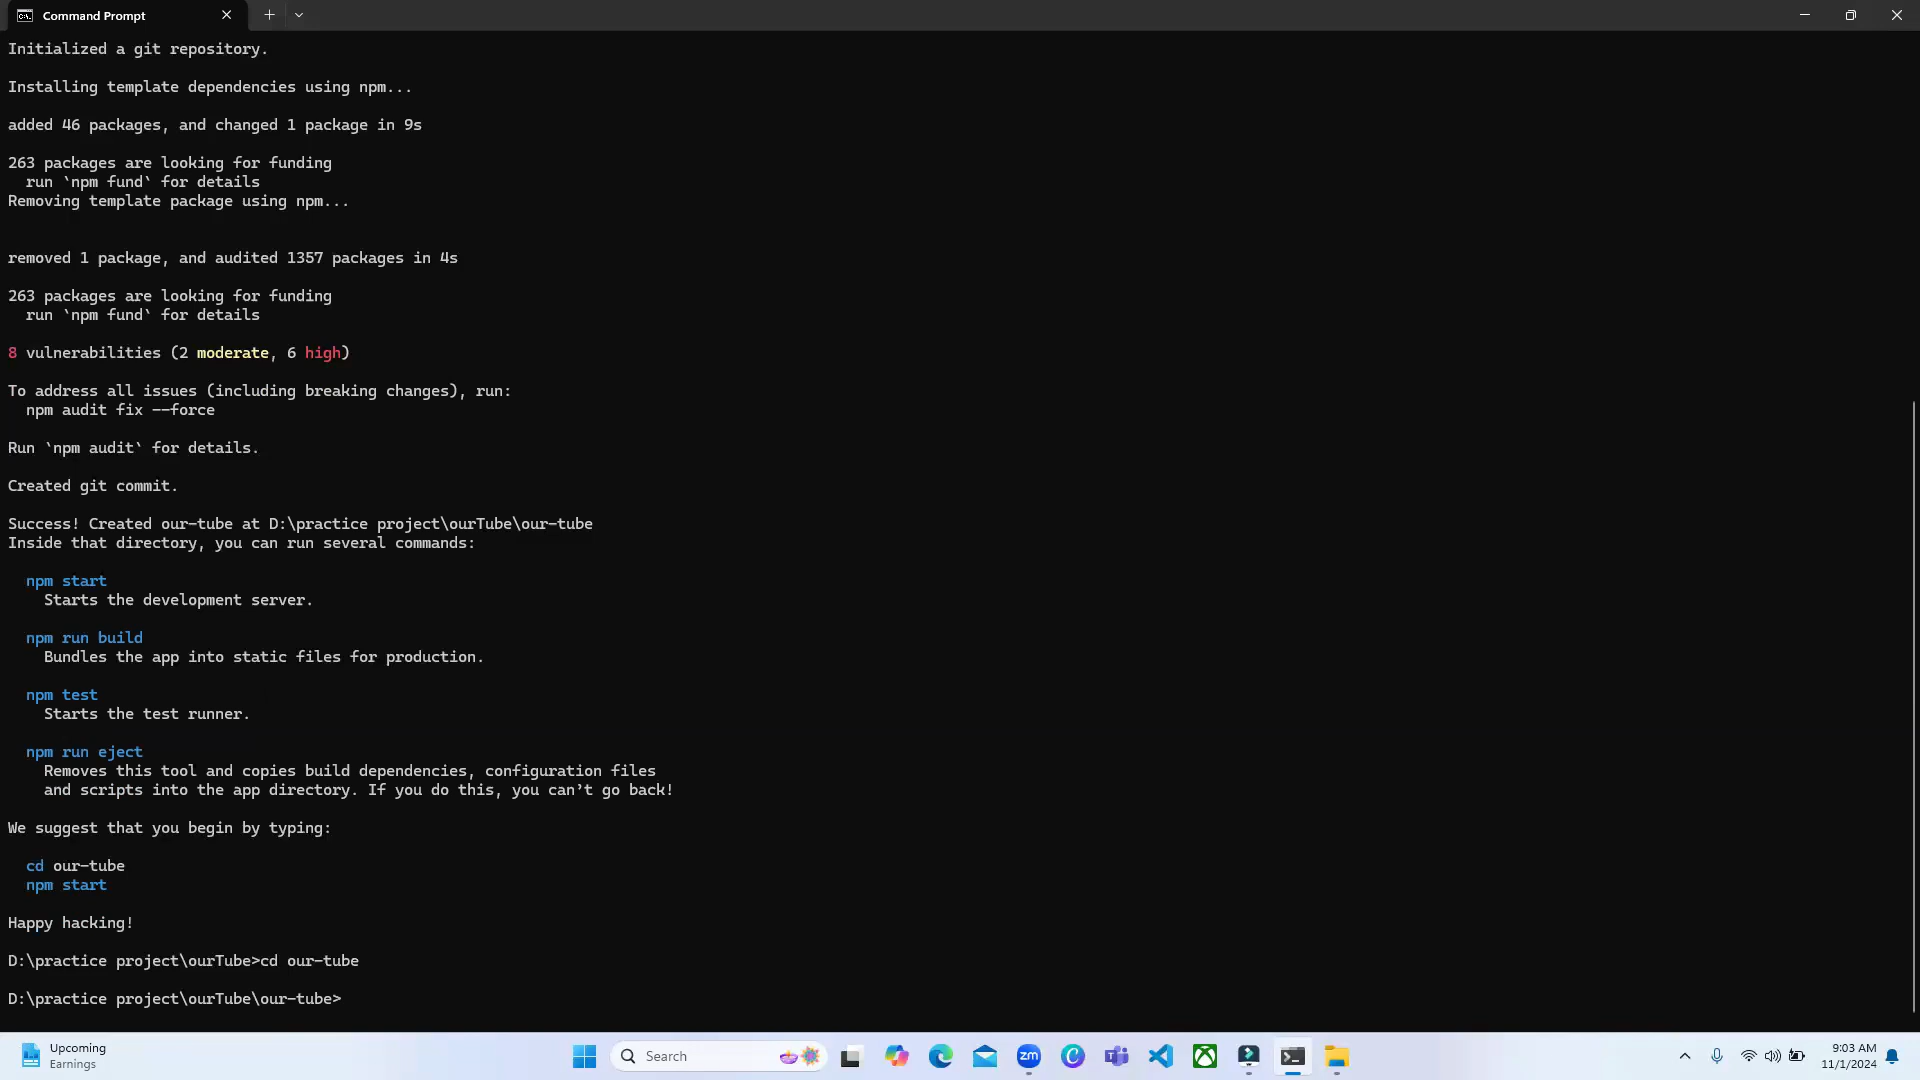 Command Prompt
Initialized a git repository.
Installing template dependencies using npm...
added 46 packages, and changed 1 package in 9s
263 packages are looking for funding
  run `npm fund` for details
Removing template package using npm...
removed 1 package, and audited 1357 packages in 4s
263 packages are looking for funding
  run `npm fund` for details
8 vulnerabilities (2 moderate, 6 high)
To address all issues (including breaking changes), run:
  npm audit fix --force
Run `npm audit` for details.
Created git commit.
Success! Created our-tube at D:\practice project\ourTube\our-tube
Inside that directory, you can run several commands:
  npm start
    Starts the development server.
  npm run build
    Bundles the app into static files for production.
  npm test
    Starts the test runner.
  npm run eject
    Removes this tool and copies build dependencies, configuration files
    and scripts into the app directory. If you do this, you can’t go back!
We suggest that you begin by typing:
  cd our-tube
  npm start
Happy hacking!
D:\practice project\ourTube>cd our-tube
D:\practice project\ourTube\our-tube>
Upcoming
Earnings
Search
zm
9:03 AM
11/1/2024